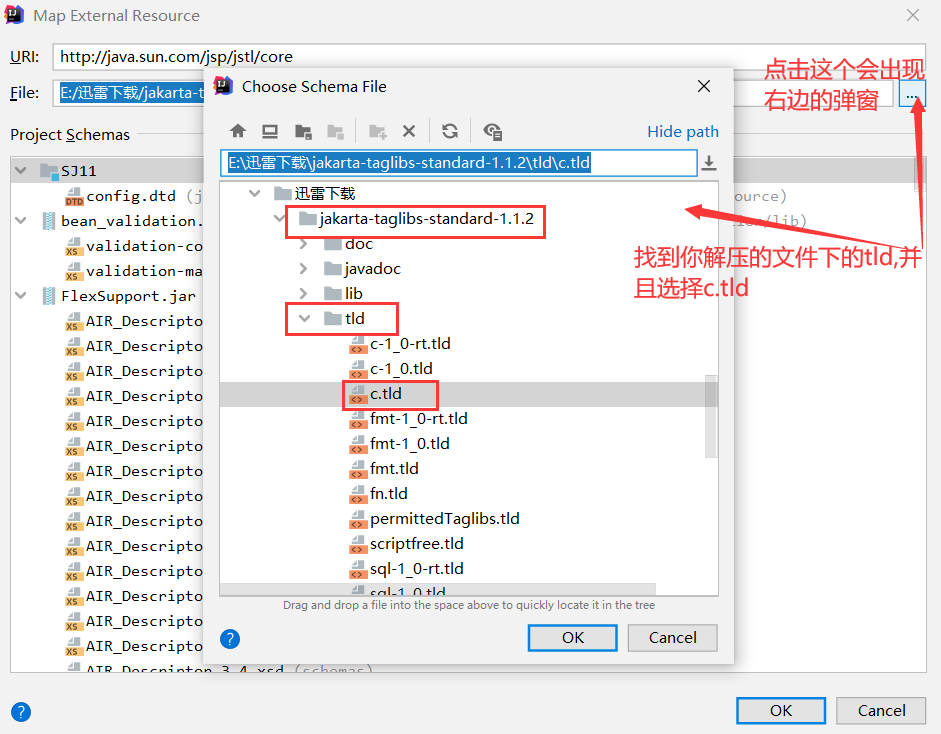 Map External Resource
URI:
http://java.sun.com/jsp/jstl/core
File:
E:/迅雷下载/jakarta-t
...
点击这个会出现
右边的弹窗
Project Schemas
SJ11
config.dtd (j
ource)
bean_validation.
ion/lib)
validation-co
validation-ma
FlexSupport.jar
AIR_Descripto
AIR_Descripto
AIR_Descripto
AIR_Descripto
AIR_Descripto
AIR_Descripto
AIR_Descripto
AIR_Descripto
AIR_Descripto
AIR_Descripto
AIR_Descripto
AIR_Descripto
AIR_Descripto
AIR_Descripto
AIR_Descriptor_3_4.xsd (schemas)
Choose Schema File
Hide path
E:\迅雷下载\jakarta-taglibs-standard-1.1.2\tld\c.tld
迅雷下载
jakarta-taglibs-standard-1.1.2
doc
javadoc
lib
tld
c-1_0-rt.tld
c-1_0.tld
c.tld
fmt-1_0-rt.tld
fmt-1_0.tld
fmt.tld
fn.tld
permittedTaglibs.tld
scriptfree.tld
sql-1_0-rt.tld
sql-1_0.tld
Drag and drop a file into the space above to quickly locate it in the tree
?
OK
Cancel
找到你解压的文件下的tld,并
且选择c.tld
?
OK
Cancel